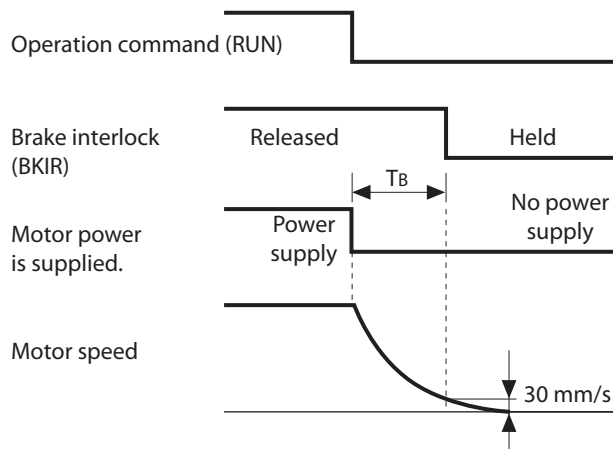 Operation command (RUN)
Brake interlock
(BKIR)
Released
Held
TB
Motor power
is supplied.
Power
supply
No power
supply
Motor speed
30 mm/s